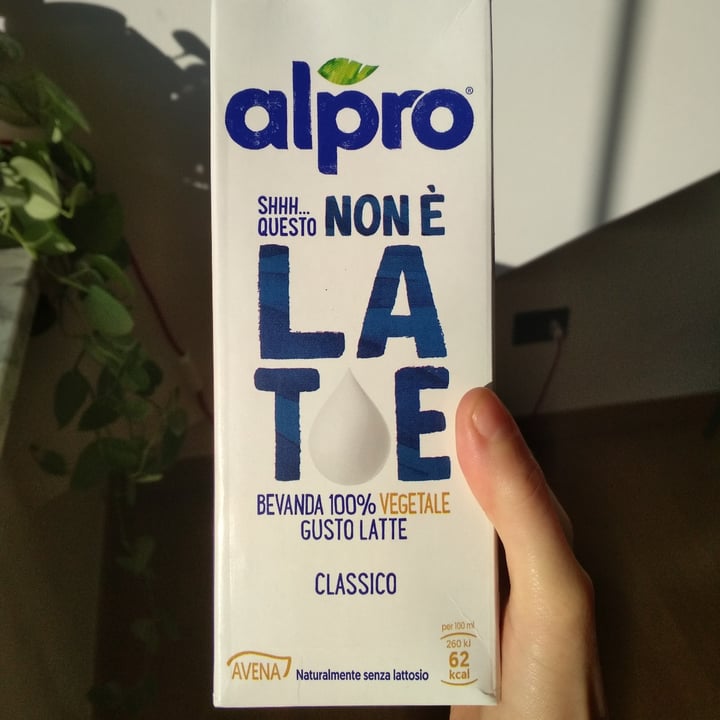 alpro®
SHHH...
QUESTO NON È
LA
T E
BEVANDA 100% VEGETALE
GUSTO LATTE
CLASSICO
per 100 ml
260 kJ
62
kcal
AVENA
Naturalmente senza lattosio